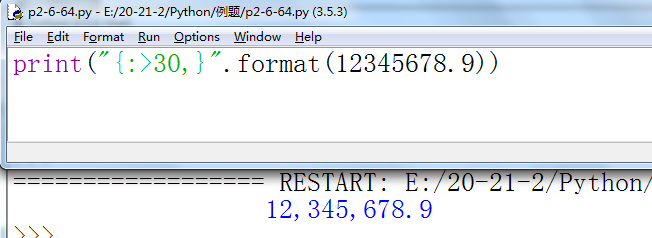 p2-6-64.py - E:/20-21-2/Python/例题/p2-6-64.py (3.5.3)
File Edit Format Run Options Window Help
print("{:>30,}".format(12345678.9))
================== RESTART: E:/20-21-2/Python/
12,345,678.9
>>>